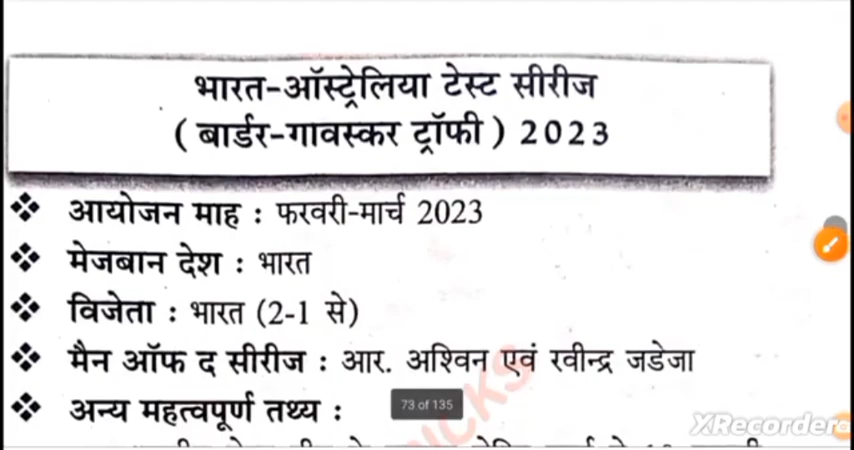 भारत-ऑस्ट्रेलिया टेस्ट सीरीज
( बार्डर-गावस्कर ट्रॉफी ) 2023
❖ आयोजन माह : फरवरी-मार्च 2023
❖ मेजबान देश : भारत
❖ विजेता : भारत (2-1 से)
❖ मैन ऑफ द सीरीज : आर. अश्विन एवं रवीन्द्र जडेजा
❖ अन्य महत्वपूर्ण तथ्य :
73 of 135
XRecorder